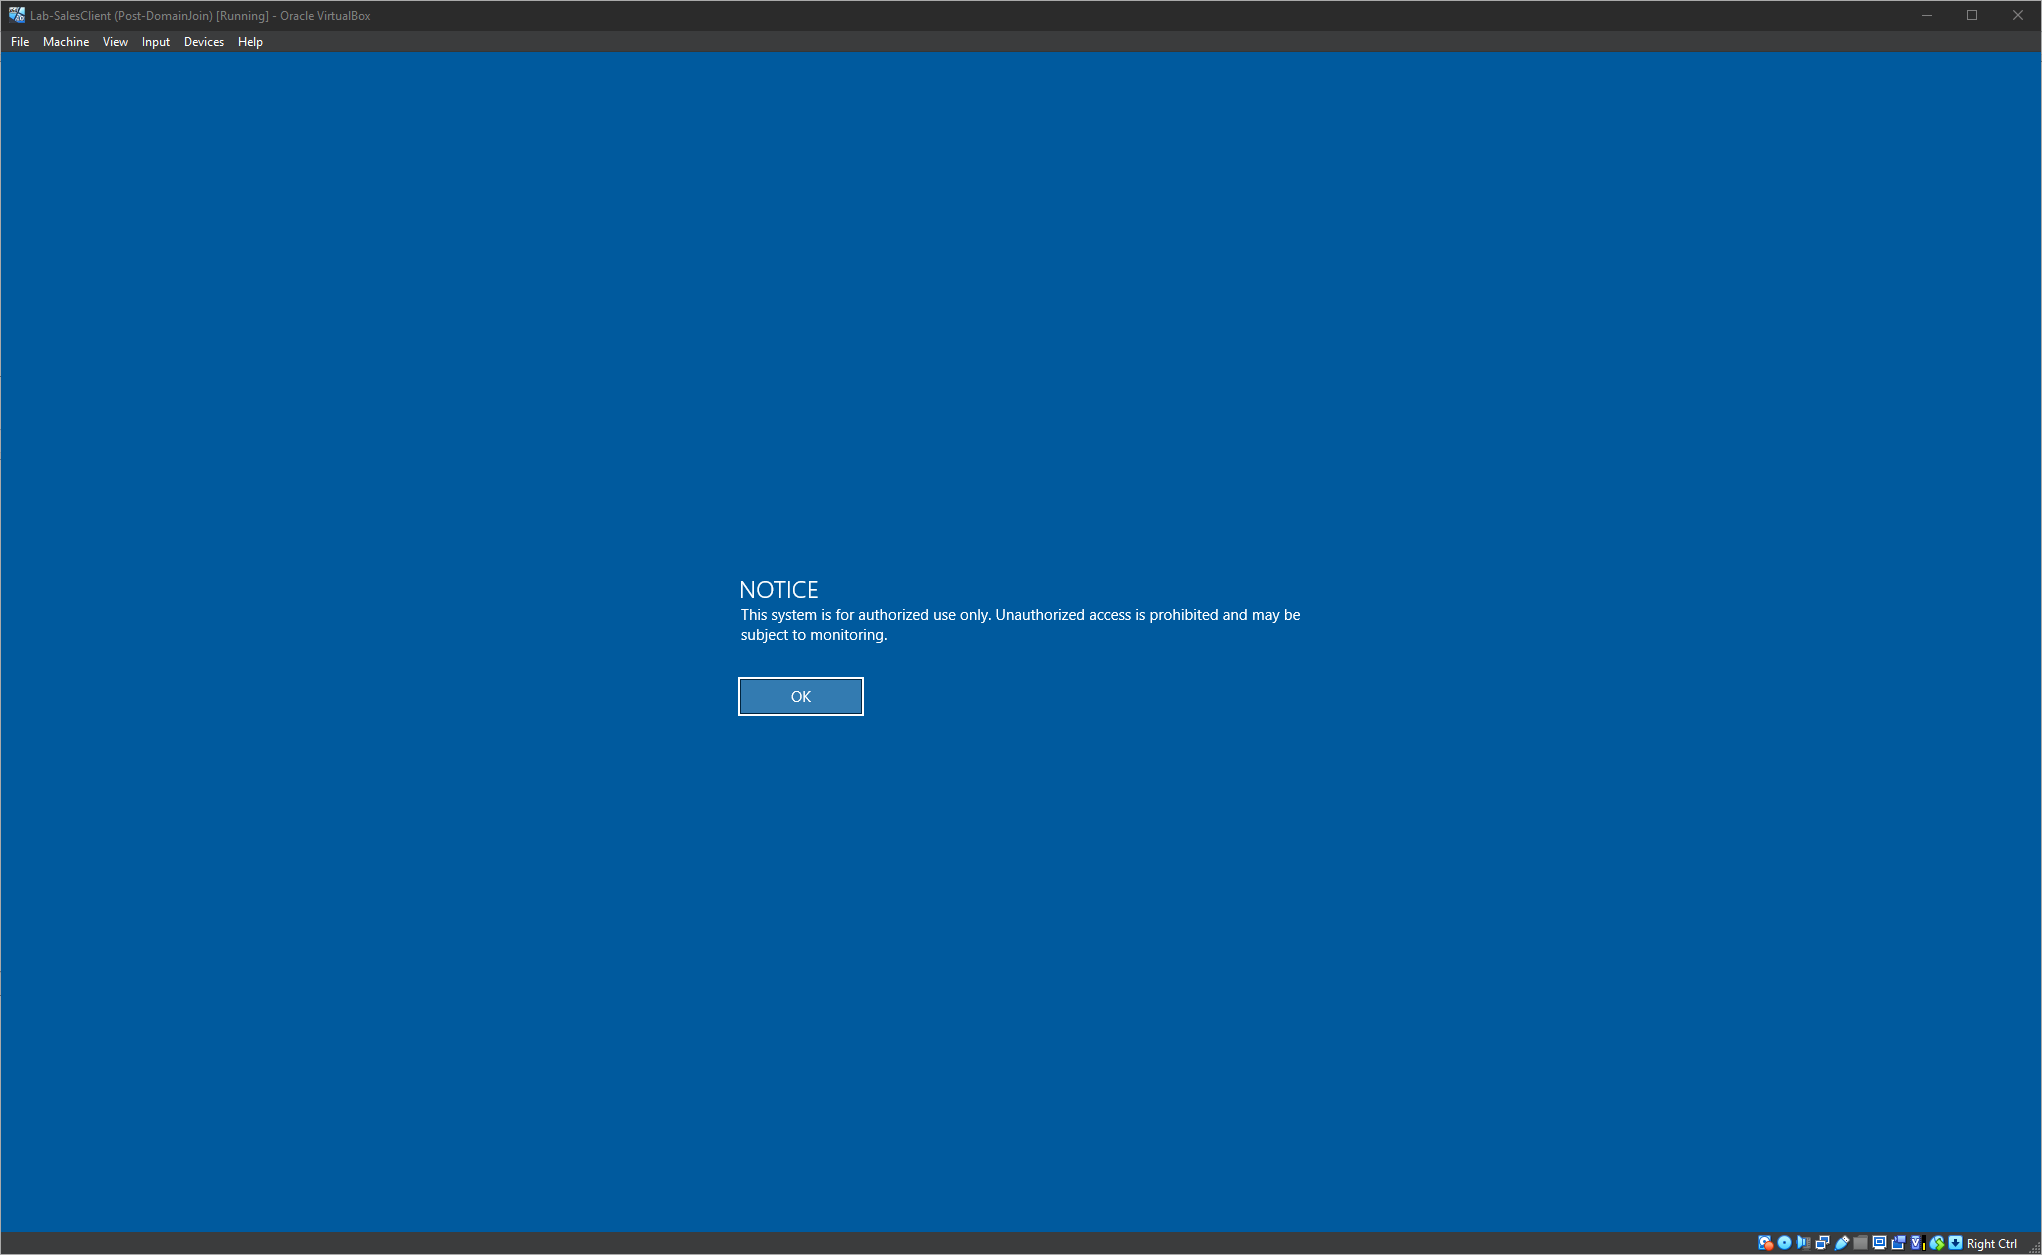 Lab-SalesClient (Post-DomainJoin) [Running] - Oracle VirtualBox
File Machine View Input Devices Help
NOTICE
This system is for authorized use only. Unauthorized access is prohibited and may be
subject to monitoring.
OK
Right Ctrl